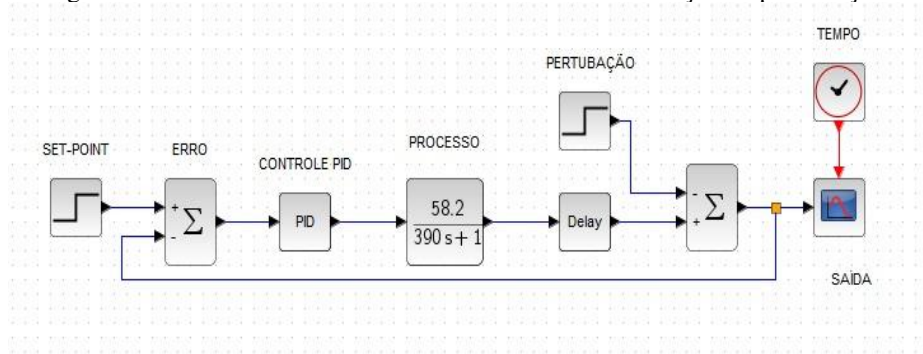 TEMPO
PERTUBAÇÃO
PROCESSO
SET-POINT
ERRO
CONTROLE PID
+
-
Σ
PID
58.2
390 s+1
Delay
-
+
Σ
SAÍDA